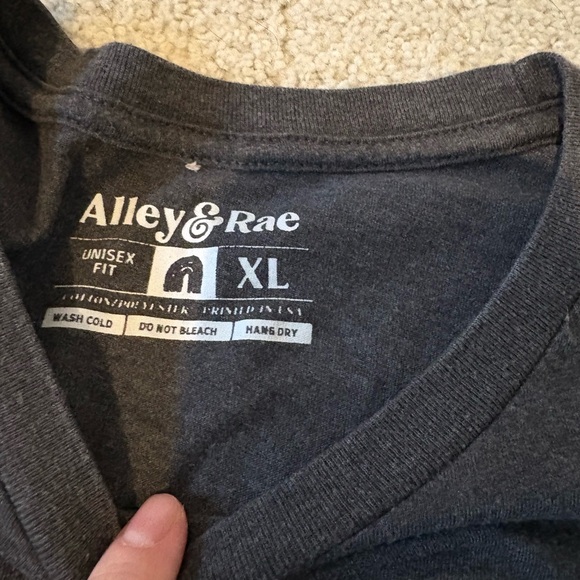 Alley & Rae
UNISEX FIT
XL
COTTON/POLYESTER PRINTED IN USA
WASH COLD DO NOT BLEACH HANG DRY